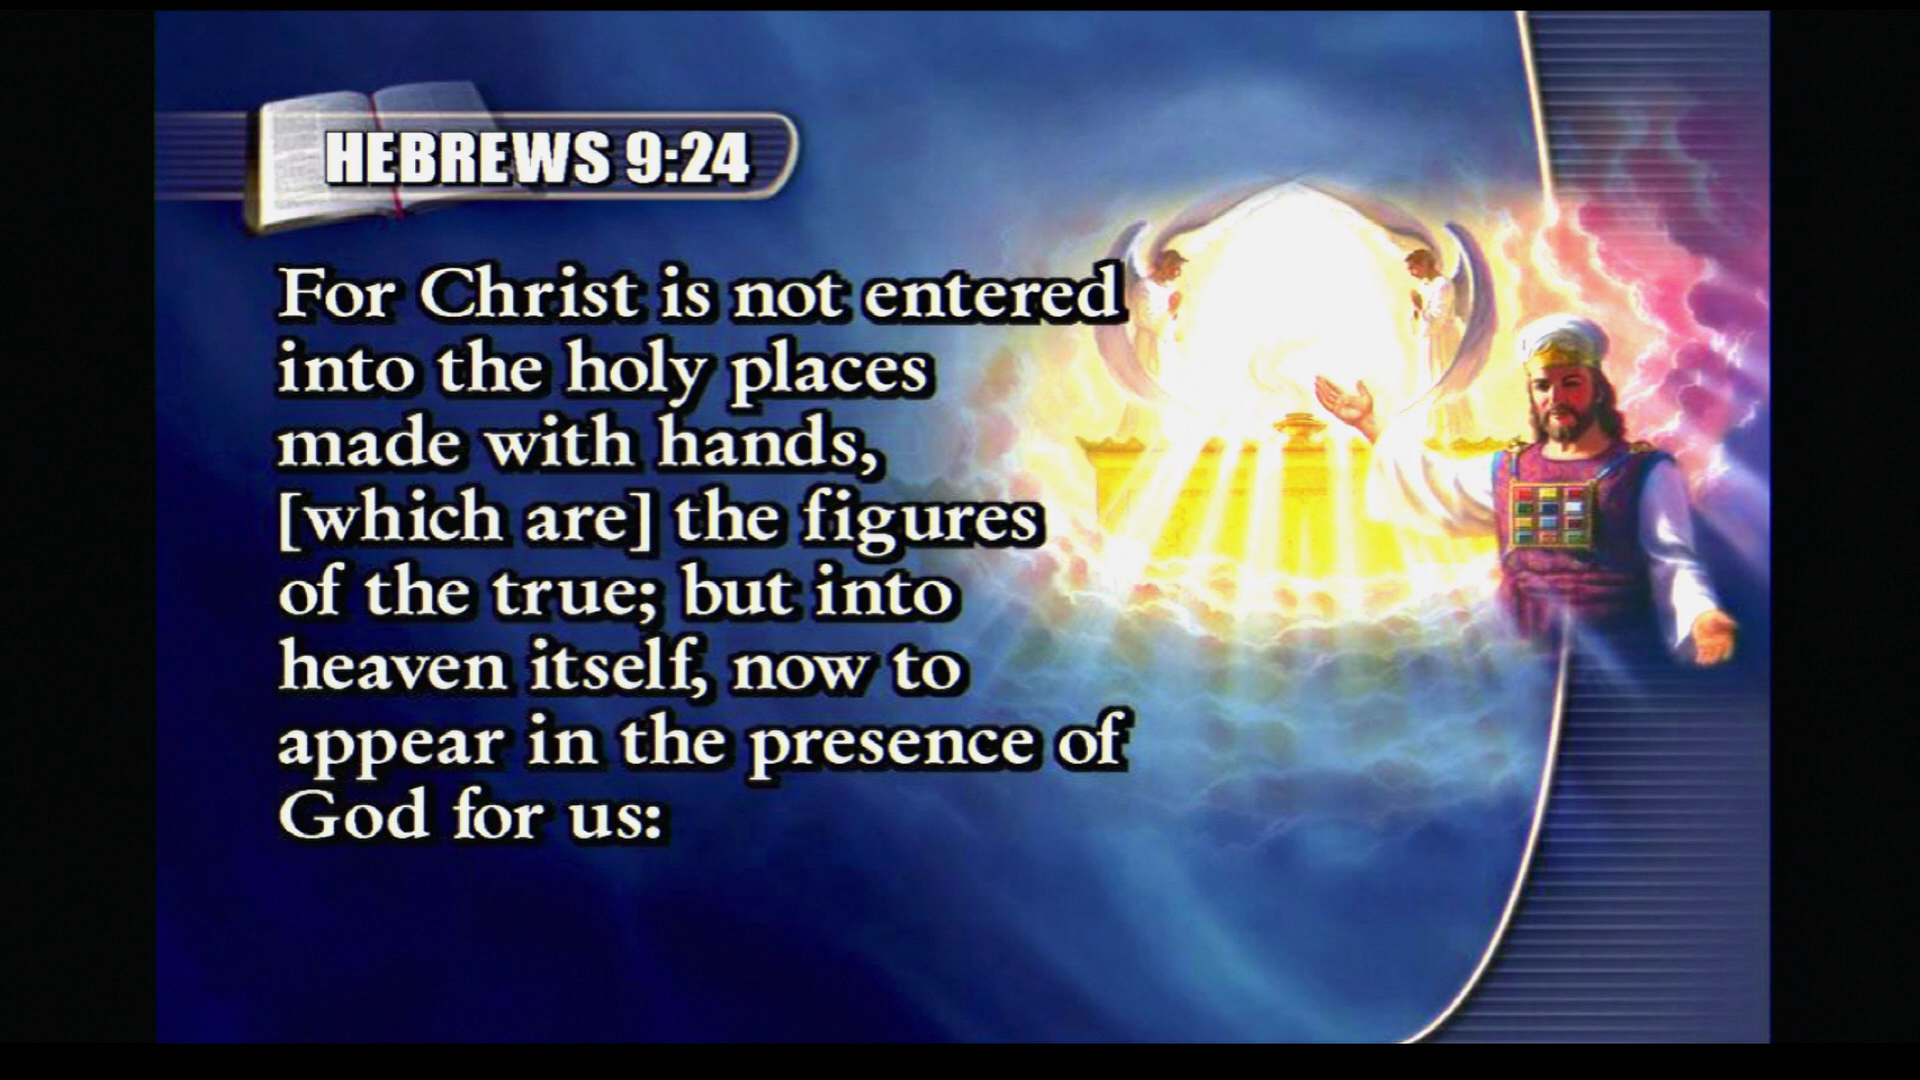 HEBREWS 9:24
For Christ is not entered
into the holy places
made with hands,
[which are] the figures
of the true; but into
heaven itself, now to
appear in the presence of
God for us: